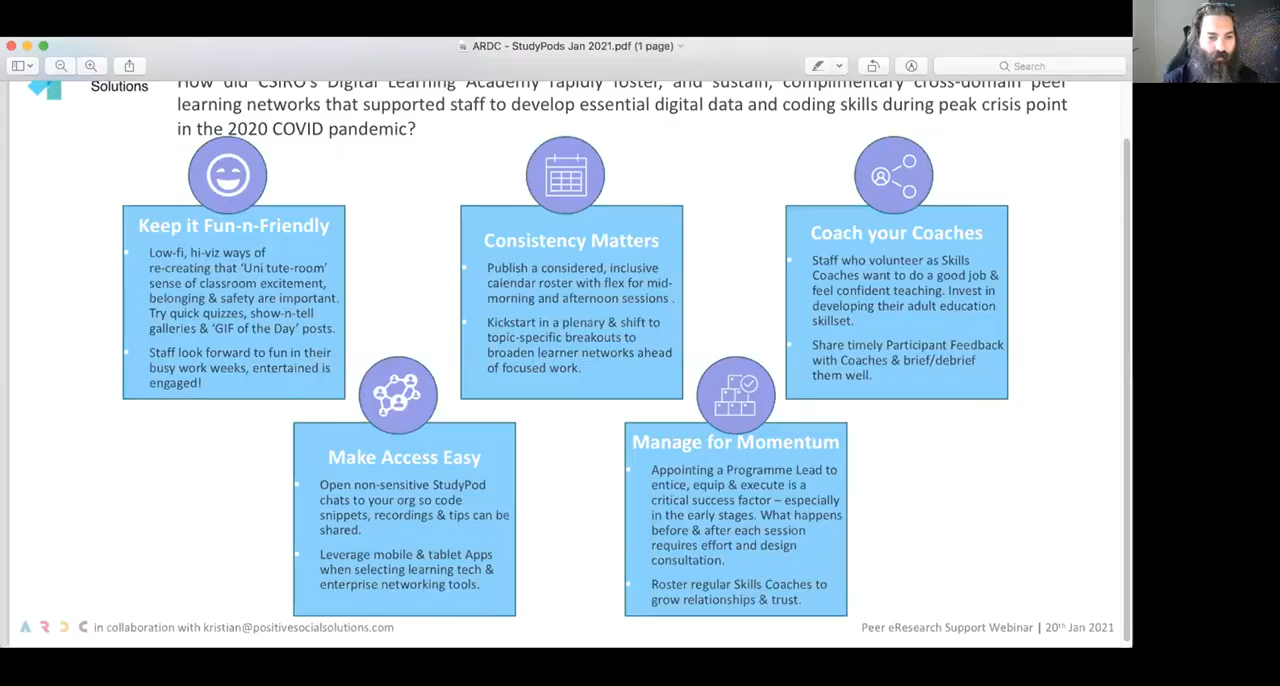 ARDC - StudyPods Jan 2021.pdf (1 page)
Search
Solutions
How did CSIRO's Digital Learning Academy rapidly foster, and sustain, complimentary cross-domain peer
learning networks that supported staff to develop essential digital data and coding skills during peak crisis point
in the 2020 COVID pandemic?
Keep it Fun-n-Friendly
Low-fi, hi-viz ways of
re-creating that 'Uni tute-room'
sense of classroom excitement,
belonging & safety are important.
Try quick quizzes, show-n-tell
galleries & 'GIF of the Day' posts.
Staff look forward to fun in their
busy work weeks, entertained is
engaged!
Consistency Matters
Publish a considered, inclusive
calendar roster with flex for mid-
morning and afternoon sessions .
Kickstart in a plenary & shift to
topic-specific breakouts to
broaden learner networks ahead
of focused work.
Coach your Coaches
Staff who volunteer as Skills
Coaches want to do a good job &
feel confident teaching. Invest in
developing their adult education
skillset.
Share timely Participant Feedback
with Coaches & brief/debrief
them well.
Make Access Easy
Open non-sensitive StudyPod
chats to your org so code
snippets, recordings & tips can be
shared.
Leverage mobile & tablet Apps
when selecting learning tech &
enterprise networking tools.
Manage for Momentum
Appointing a Programme Lead to
entice, equip & execute is a
critical success factor – especially
in the early stages. What happens
before & after each session
requires effort and design
consultation.
Roster regular Skills Coaches to
grow relationships & trust.
A R D C in collaboration with kristian@positivesocialsolutions.com
Peer eResearch Support Webinar | 20th Jan 2021